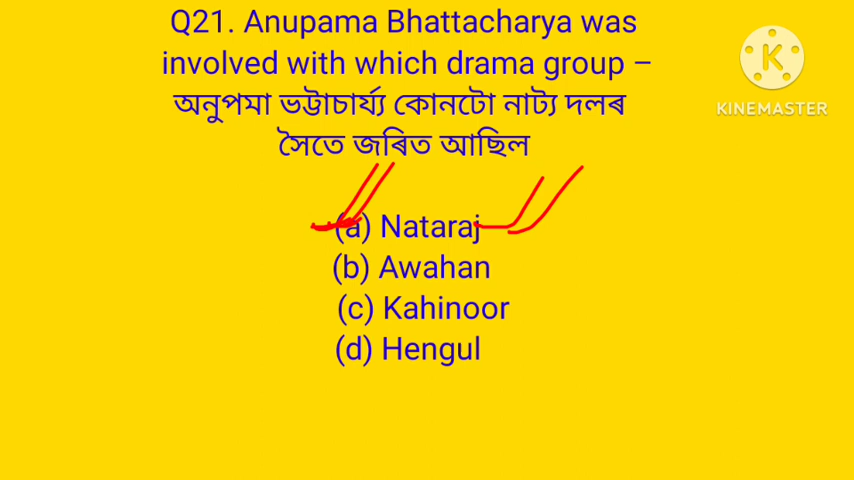 Q21. Anupama Bhattacharya was
involved with which drama group –
অনুপমা ভট্টাচাৰ্য্য কোনটো নাট্য দলৰ
সৈতে জৰিত আছিল
(a) Nataraj
(b) Awahan
(c) Kahinoor
(d) Hengul
K
KINEMASTER